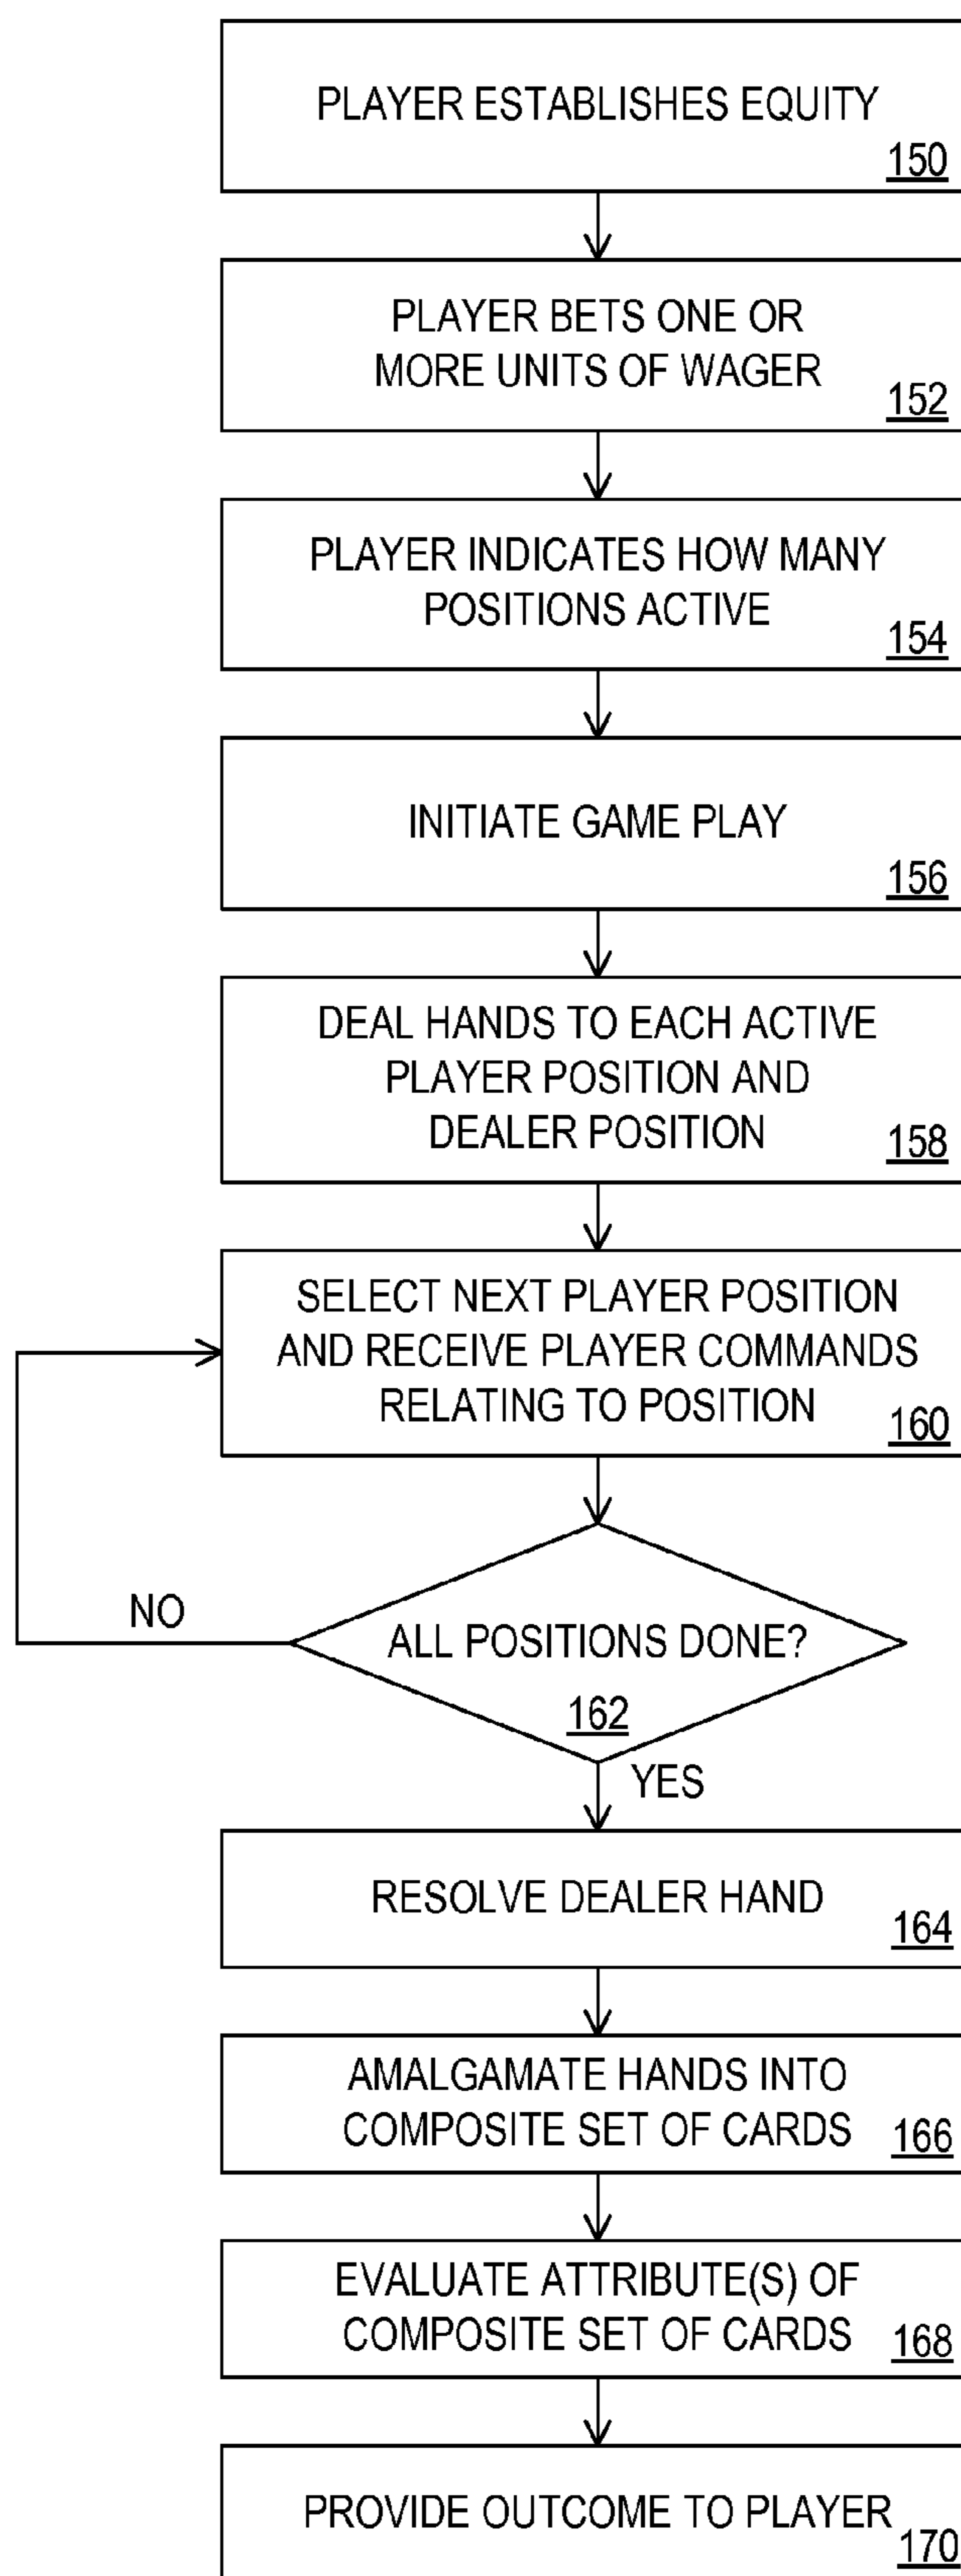 PLAYER ESTABLISHES EQUITY
150
PLAYER BETS ONE OR
MORE UNITS OF WAGER
152
PLAYER INDICATES HOW MANY
POSITIONS ACTIVE
154
INITIATE GAME PLAY
156
DEAL HANDS TO EACH ACTIVE
PLAYER POSITION AND
DEALER POSITION
158
SELECT NEXT PLAYER POSITION
AND RECEIVE PLAYER COMMANDS
RELATING TO POSITION
160
NO
ALL POSITIONS DONE?
162
YES
RESOLVE DEALER HAND
164
AMALGAMATE HANDS INTO
COMPOSITE SET OF CARDS
166
EVALUATE ATTRIBUTE(S) OF
COMPOSITE SET OF CARDS
168
PROVIDE OUTCOME TO PLAYER
170